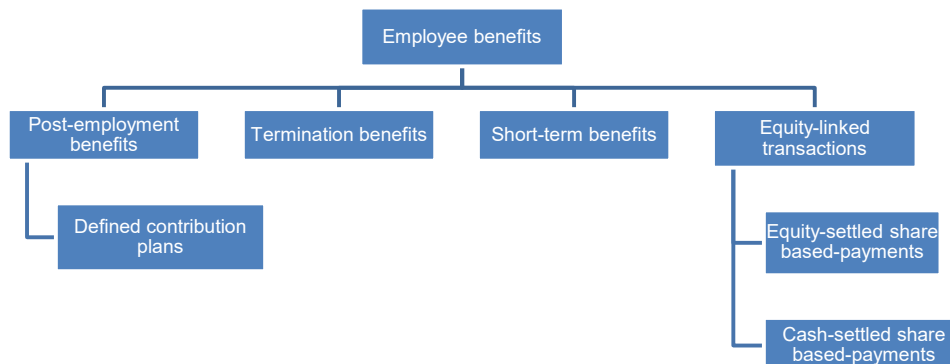 Employee benefits
Post-employment
benefits
Termination benefits
Short-term benefits
Equity-linked
transactions
Defined contribution
plans
Equity-settled share
based-payments
Cash-settled share
based-payments